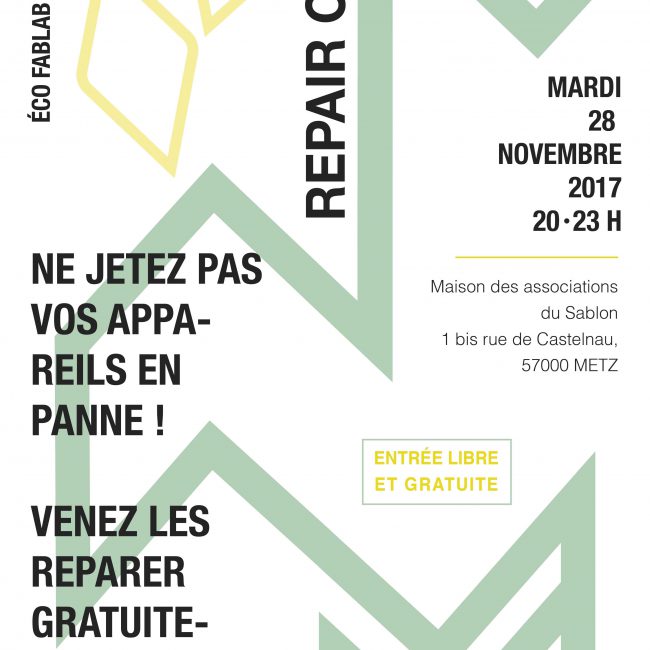 ÉCO FABLAB
REPAIR C
MARDI
28
NOVEMBRE
2017
20•23 H
Maison des associations
du Sablon
1 bis rue de Castelnau,
57000 METZ
NE JETEZ PAS
VOS APPA-
REILS EN
PANNE !
ENTRÉE LIBRE
ET GRATUITE
VENEZ LES
REPARER
GRATUITE-